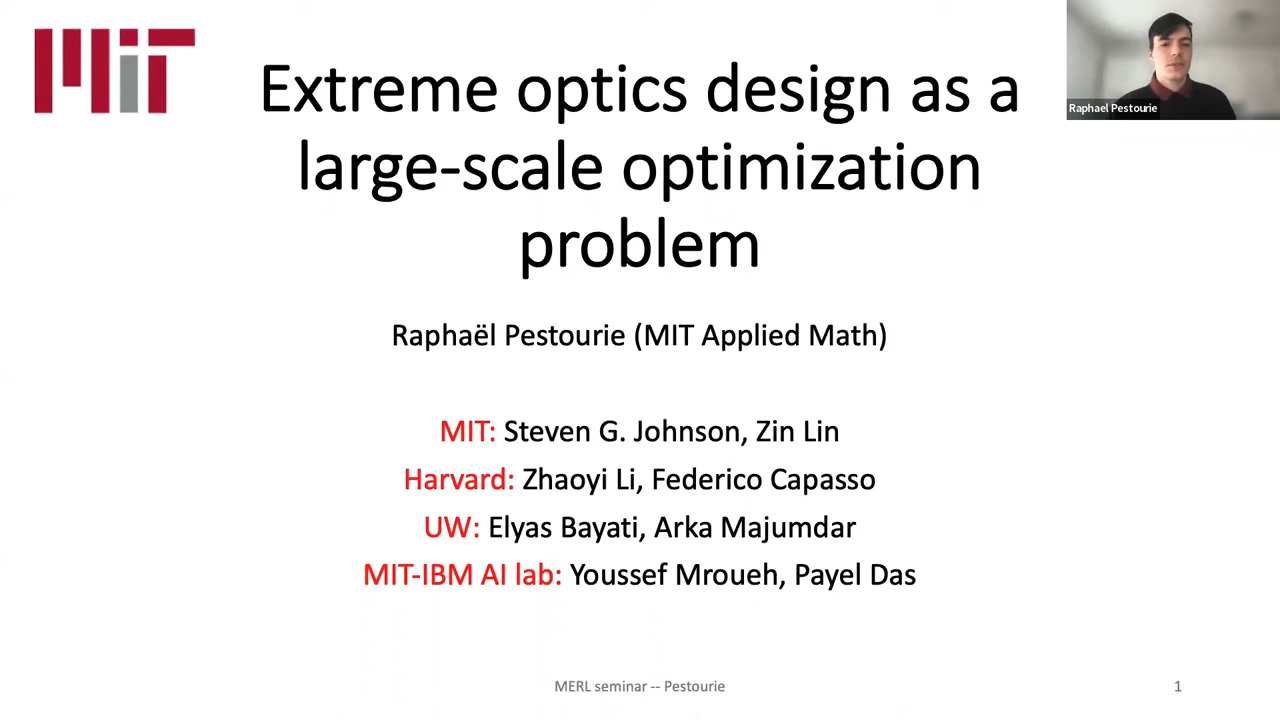 MIT
Extreme optics design as a
large-scale optimization
problem
Raphael Pestourie
Raphaël Pestourie (MIT Applied Math)
MIT: Steven G. Johnson, Zin Lin
Harvard: Zhaoyi Li, Federico Capasso
UW: Elyas Bayati, Arka Majumdar
MIT-IBM AI lab: Youssef Mroueh, Payel Das
MERL seminar -- Pestourie
1